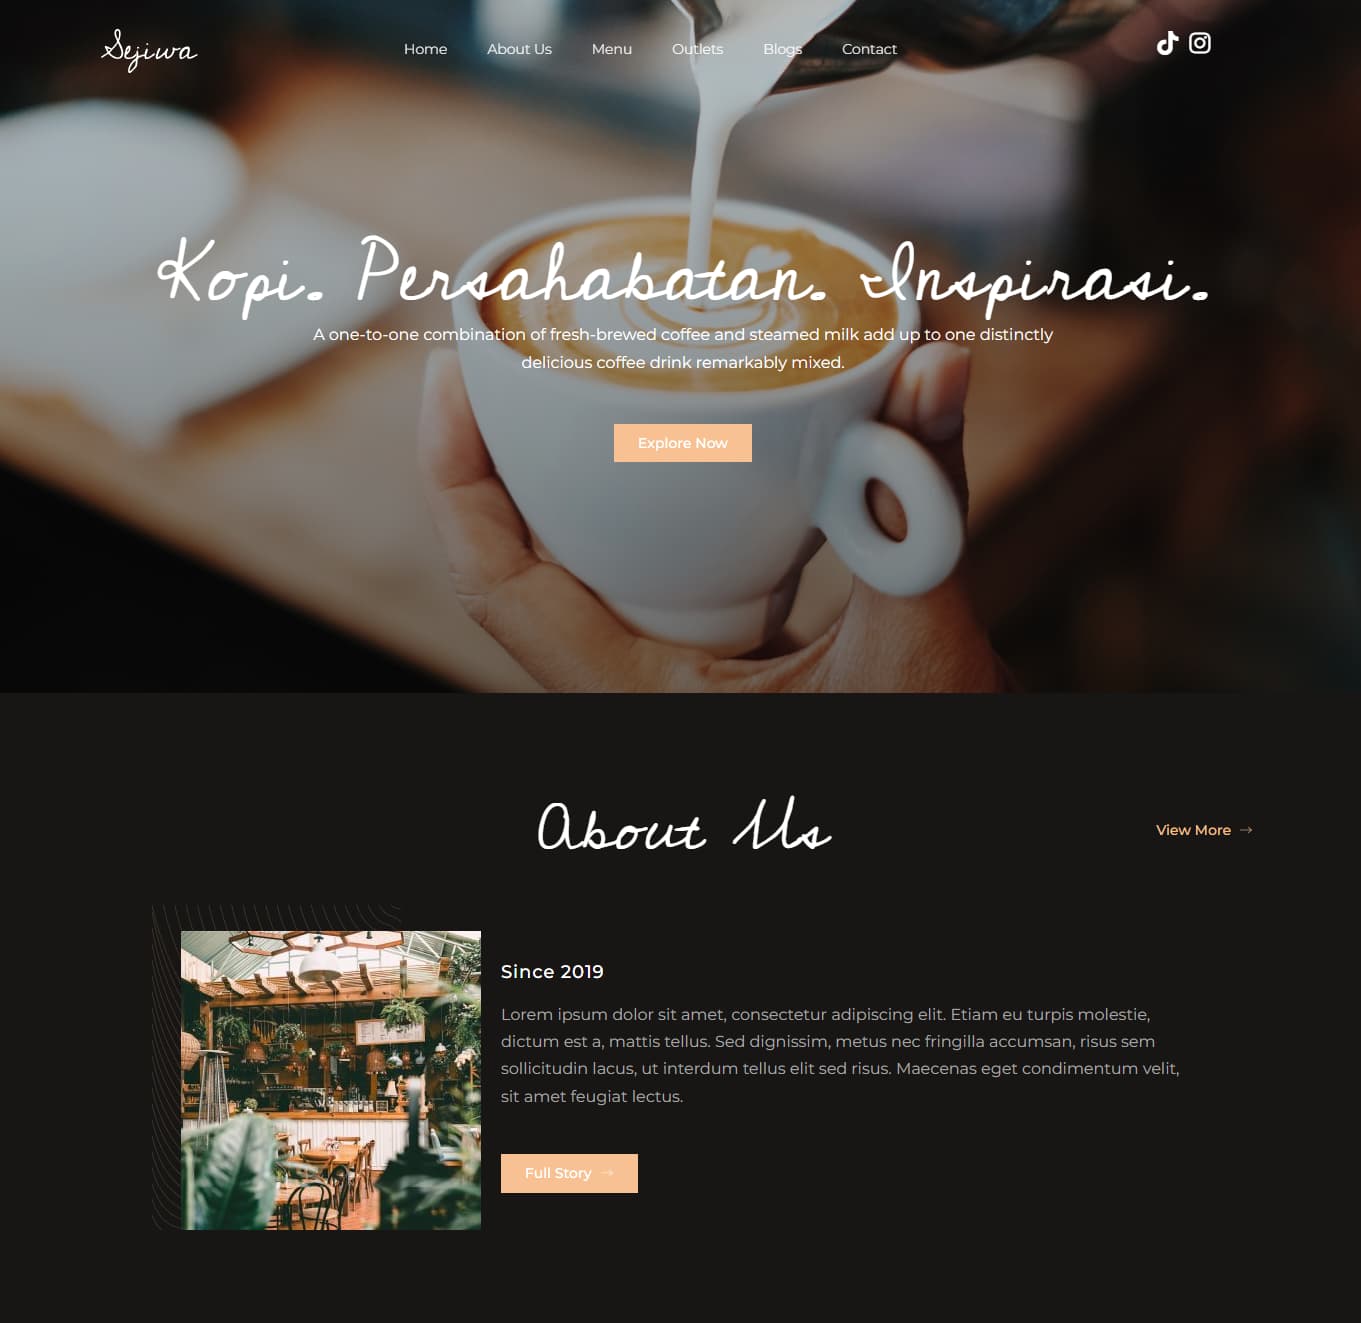 Sejiwa
Home About Us Menu Outlets Blogs Contact
Kopi. Persahabatan. Inspirasi.
A one-to-one combination of fresh-brewed coffee and steamed milk add up to one distinctly
delicious coffee drink remarkably mixed.
Explore Now
About Us
View More →
Since 2019
Lorem ipsum dolor sit amet, consectetur adipiscing elit. Etiam eu turpis molestie,
dictum est a, mattis tellus. Sed dignissim, metus nec fringilla accumsan, risus sem
sollicitudin lacus, ut interdum tellus elit sed risus. Maecenas eget condimentum velit,
sit amet feugiat lectus.
Full Story →